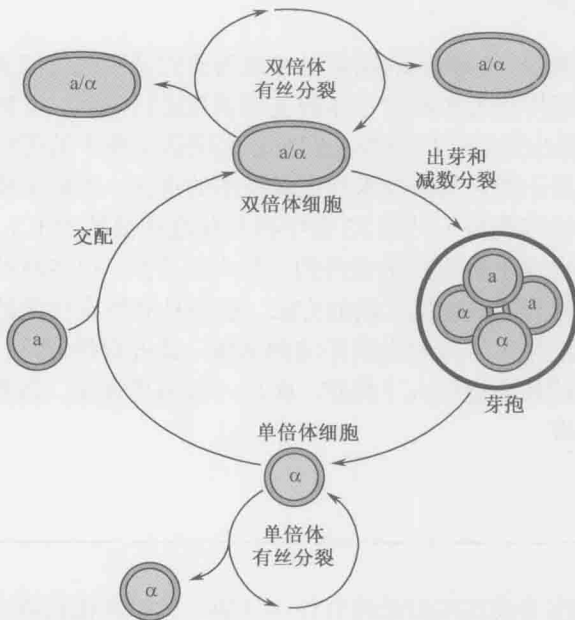 a/α
双倍体
有丝分裂
a/α
a/α
双倍体细胞
出芽和
减数分裂
交配
a
a
α
a
α
芽孢
单倍体细胞
α
单倍体
有丝分裂
α